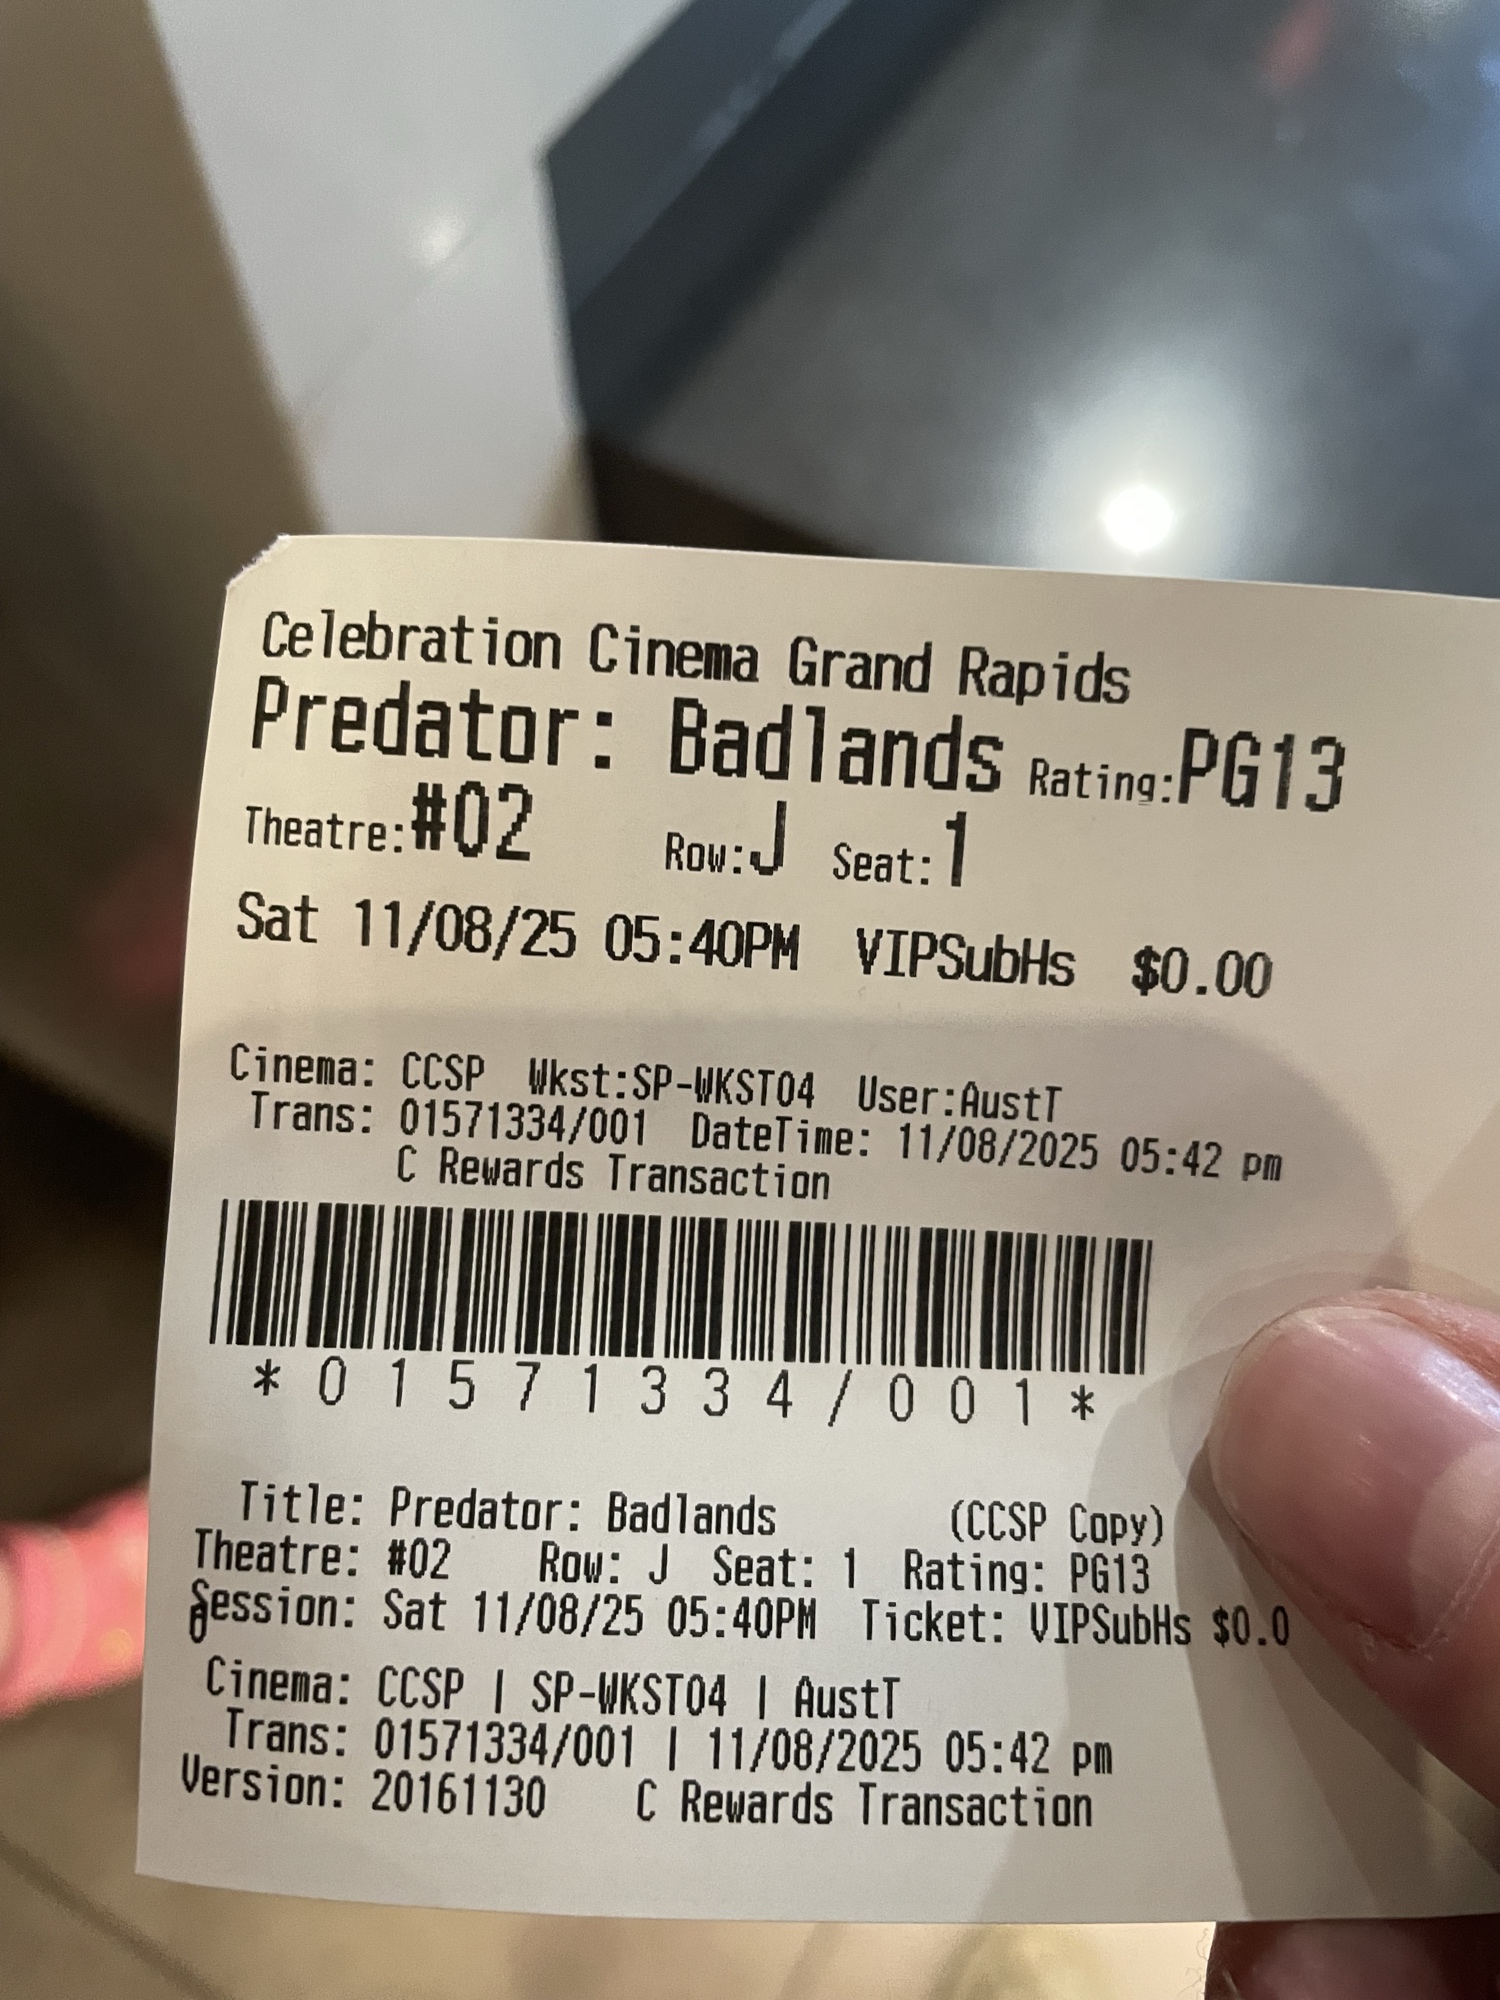 Celebration Cinema Grand Rapids
Predator: Badlands Rating:PG13
Theatre:#02 Row:J Seat:1
Sat 11/08/25 05:40PM VIPSubHs $0.00
Cinema: CCSP Wkst:SP-WKST04 User:AustT
Trans: 01571334/001 DateTime: 11/08/2025 05:42 pm
C Rewards Transaction
*01571334/001*
Title: Predator: Badlands (CCSP Copy)
Theatre: #02 Row: J Seat: 1 Rating: PG13
Session: Sat 11/08/25 05:40PM Ticket: VIPSubHs $0.0
0
Cinema: CCSP | SP-WKST04 | AustT
Trans: 01571334/001 | 11/08/2025 05:42 pm
Version: 20161130 C Rewards Transaction